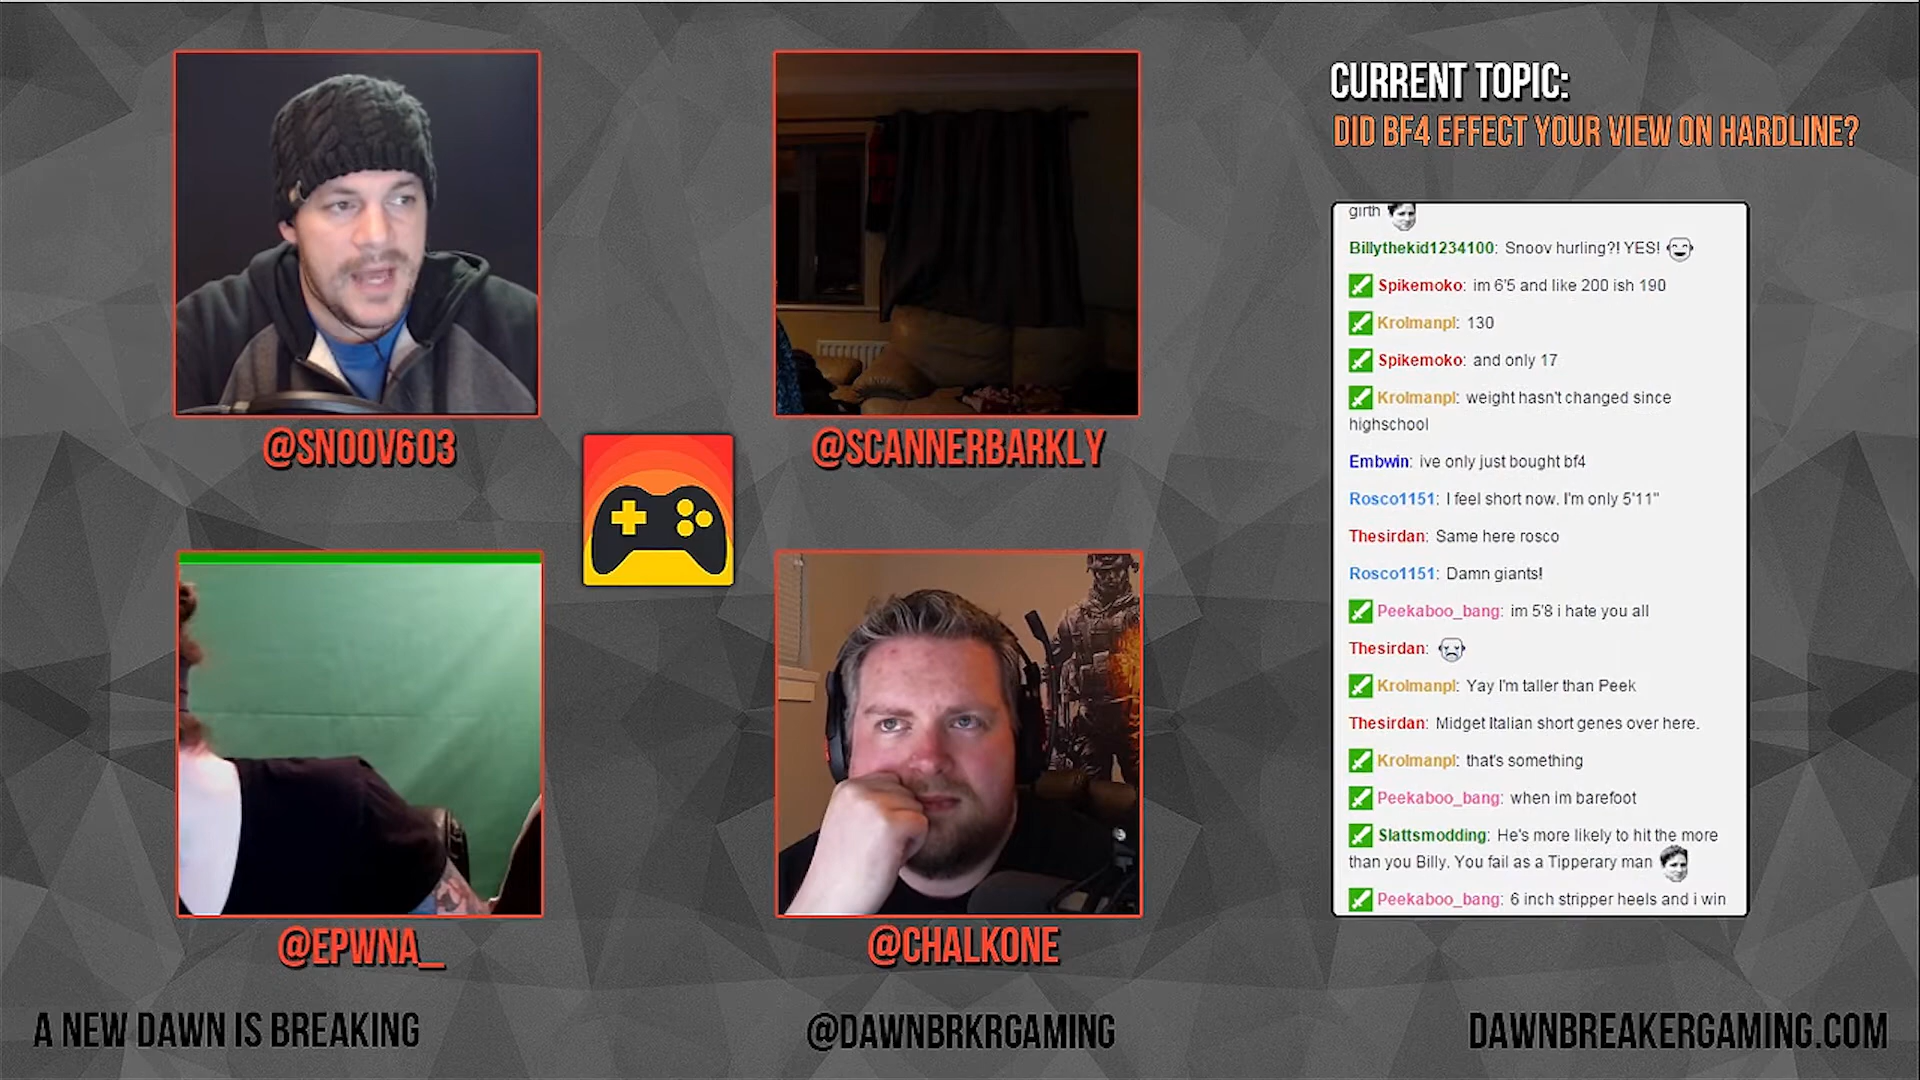 CURRENT TOPIC:
DID BF4 EFFECT YOUR VIEW ON HARDLINE?
@SNOOV603
@SCANNERBARKLY
@EPWNA_
@CHALKONE
girth
Billythekid1234100: Snoov hurling?! YES!
Spikemoko: im 6'5 and like 200 ish 190
Krolmanpl: 130
Spikemoko: and only 17
Krolmanpl: weight hasn't changed since
highschool
Embwin: ive only just bought bf4
Rosco1151: I feel short now. I'm only 5'11"
Thesirdan: Same here rosco
Rosco1151: Damn giants!
Peekaboo_bang: im 5'8 i hate you all
Thesirdan:
Krolmanpl: Yay I'm taller than Peek
Thesirdan: Midget Italian short genes over here.
Krolmanpl: that's something
Peekaboo_bang: when im barefoot
Slattsmodding: He's more likely to hit the more
than you Billy. You fail as a Tipperary man
Peekaboo_bang: 6 inch stripper heels and i win
A NEW DAWN IS BREAKING
@DAWNBRKRGAMING
DAWNBREAKERGAMING.COM